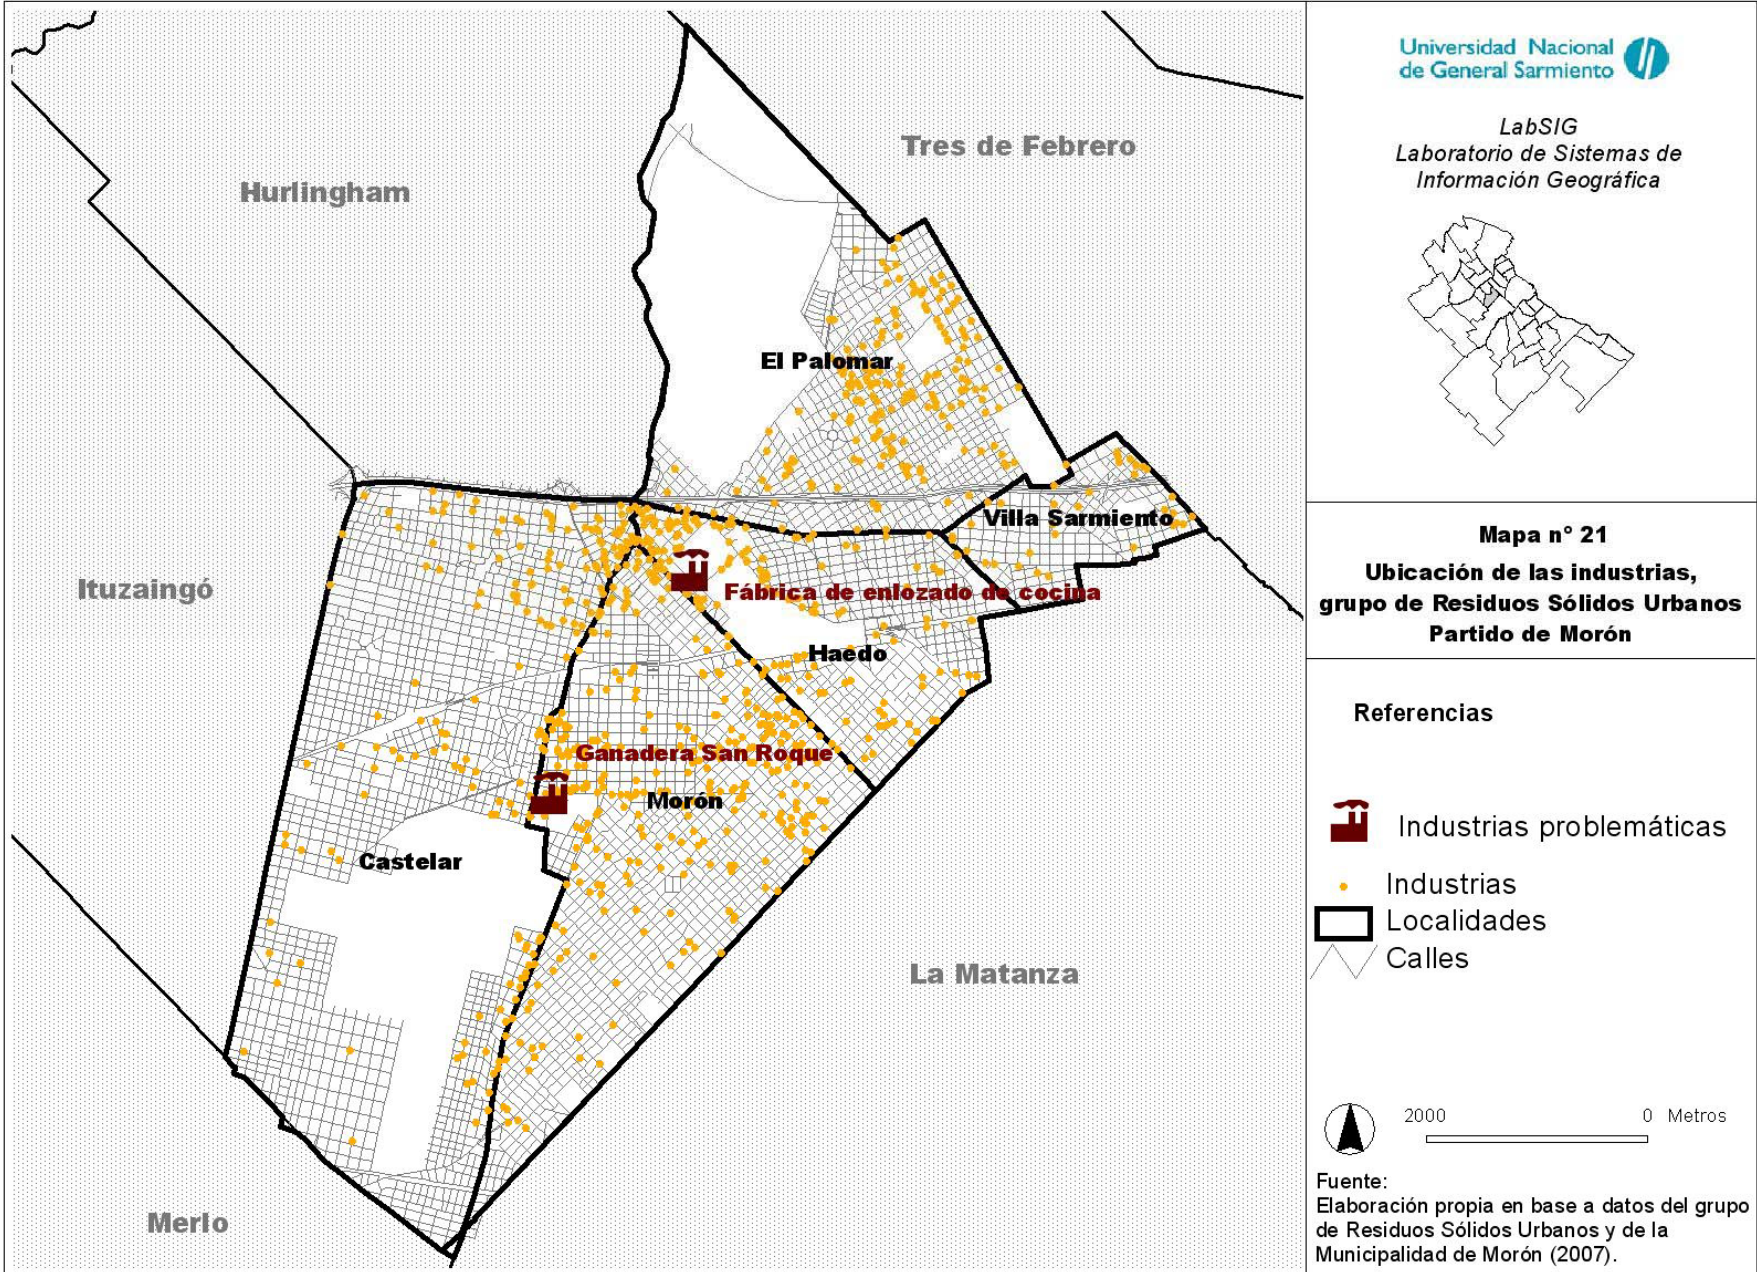 Hurlingham
Tres de Febrero
El Palomar
Villa Sarmiento
Ituzaingó
Fábrica de enlozado de cocina
Haedo
Ganadera San Roque
Morón
Castelar
La Matanza
Merlo
Universidad Nacional
de General Sarmiento
LabSIG
Laboratorio de Sistemas de
Información Geográfica
Mapa n° 21
Ubicación de las industrias,
grupo de Residuos Sólidos Urbanos
Partido de Morón
Referencias
Industrias problemáticas
Industrias
Localidades
Calles
2000 0 Metros
Fuente:
Elaboración propia en base a datos del grupo
de Residuos Sólidos Urbanos y de la
Municipalidad de Morón (2007).